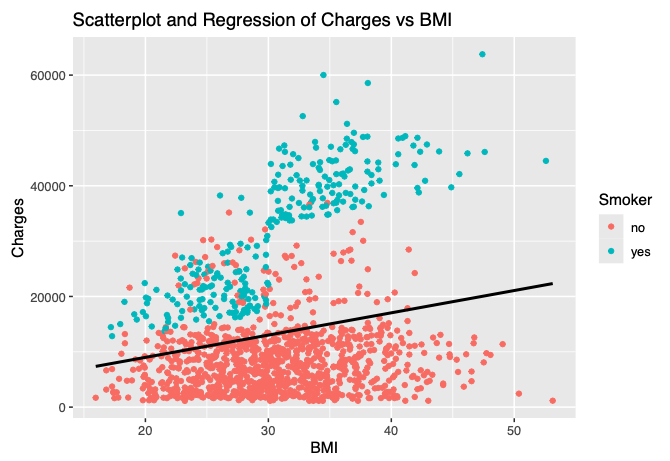 Scatterplot and Regression of Charges vs BMI
60000
40000
20000
0
Charges
20 30 40 50
BMI
Smoker
no
yes